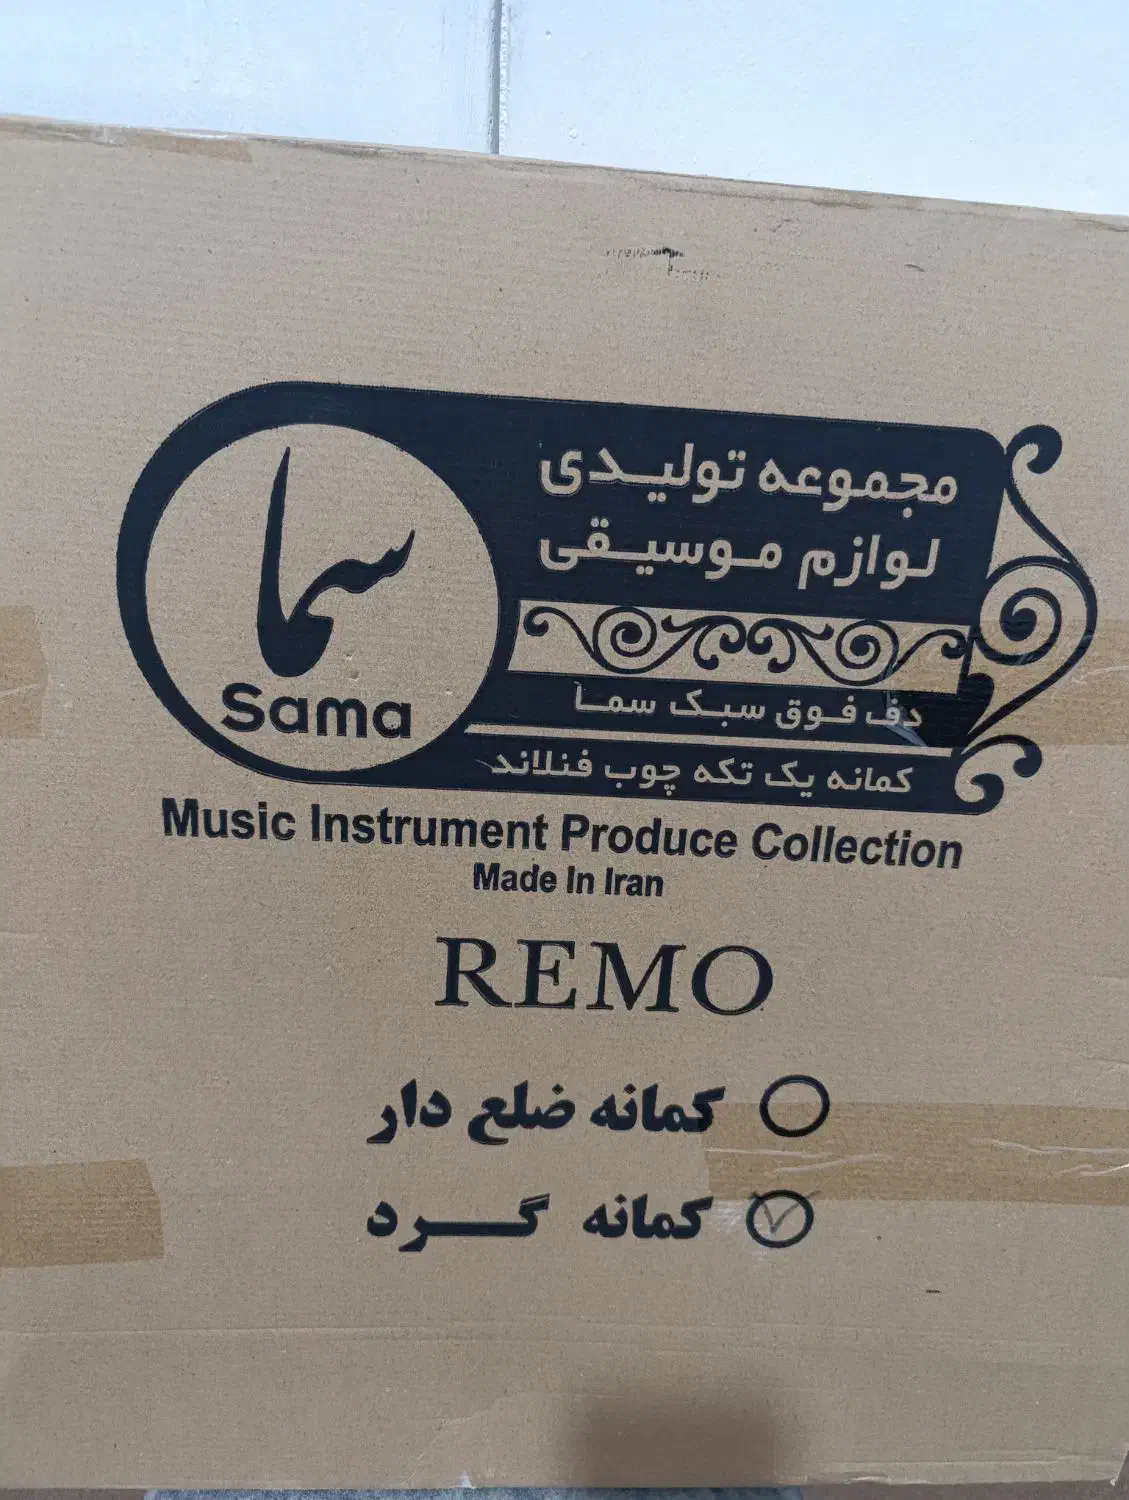 مجموعه تولیدی
لوازم موسیقی
سما
Sama
دف فوق سبک سما
کمانه یک تکه چوب فنلاند
Music Instrument Produce Collection
Made In Iran
REMO
کمانه ضلع دار
کمانه گرد